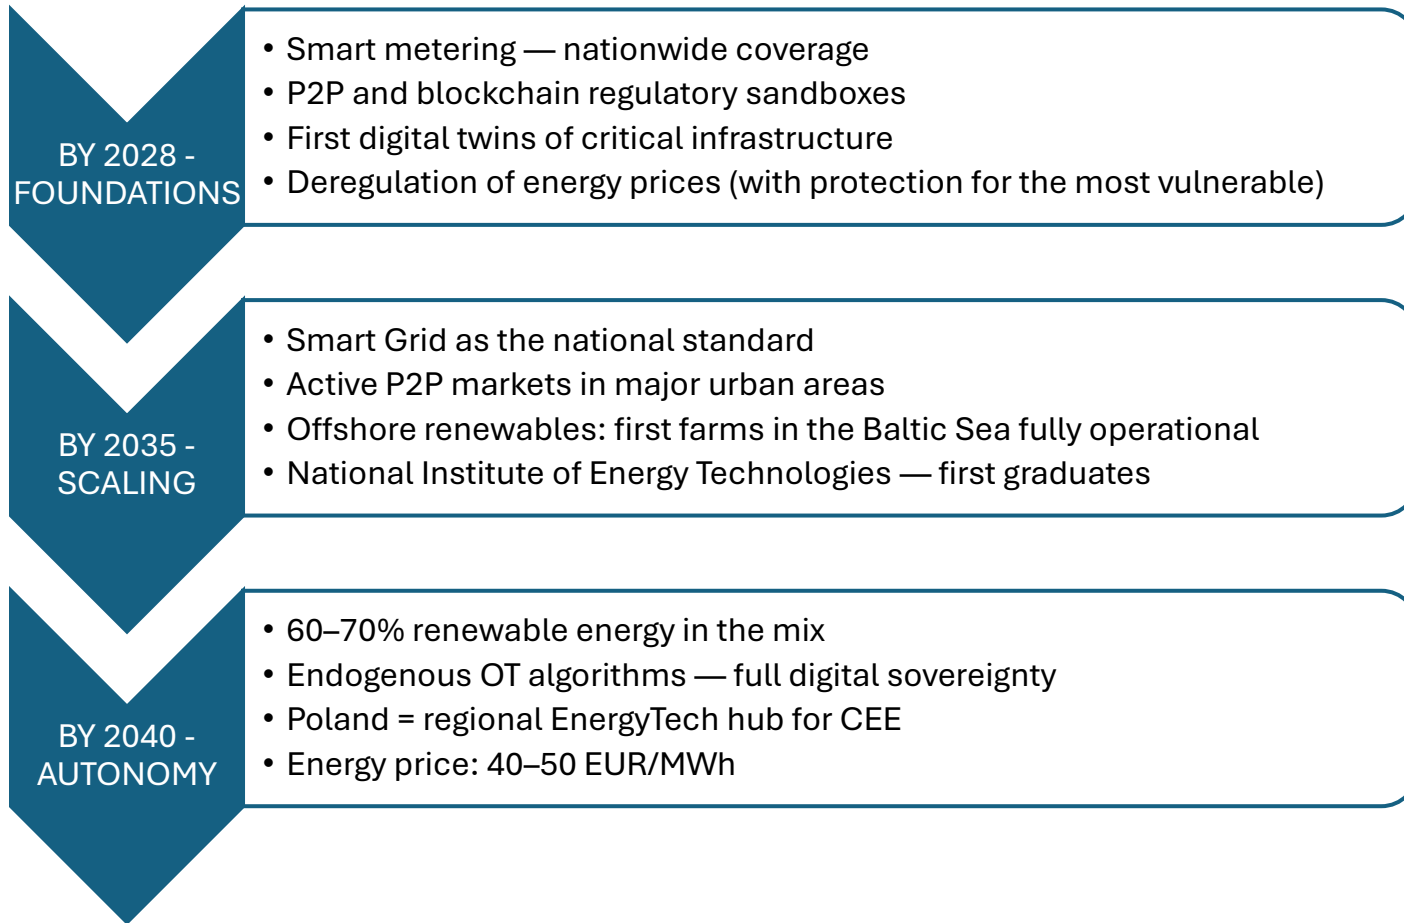 BY 2028 -
FOUNDATIONS
• Smart metering — nationwide coverage
• P2P and blockchain regulatory sandboxes
• First digital twins of critical infrastructure
• Deregulation of energy prices (with protection for the most vulnerable)
BY 2035 -
SCALING
• Smart Grid as the national standard
• Active P2P markets in major urban areas
• Offshore renewables: first farms in the Baltic Sea fully operational
• National Institute of Energy Technologies — first graduates
BY 2040 -
AUTONOMY
• 60–70% renewable energy in the mix
• Endogenous OT algorithms — full digital sovereignty
• Poland = regional EnergyTech hub for CEE
• Energy price: 40–50 EUR/MWh